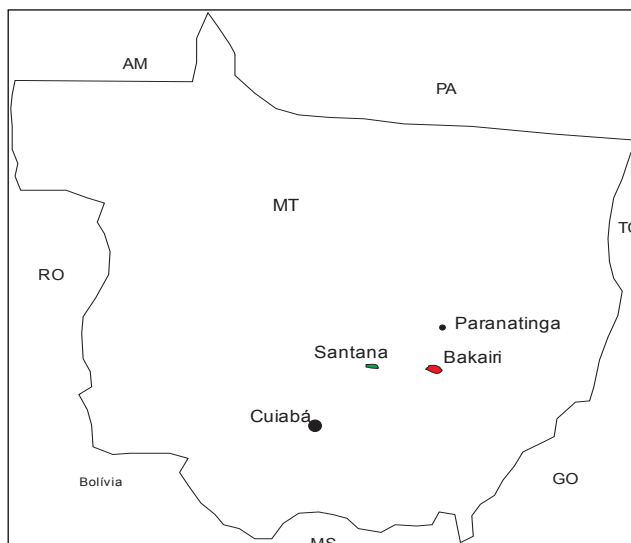 AM
PA
MT
TO
RO
Paranatinga
Santana
Bakairi
Cuiabá
GO
Bolívia
MS